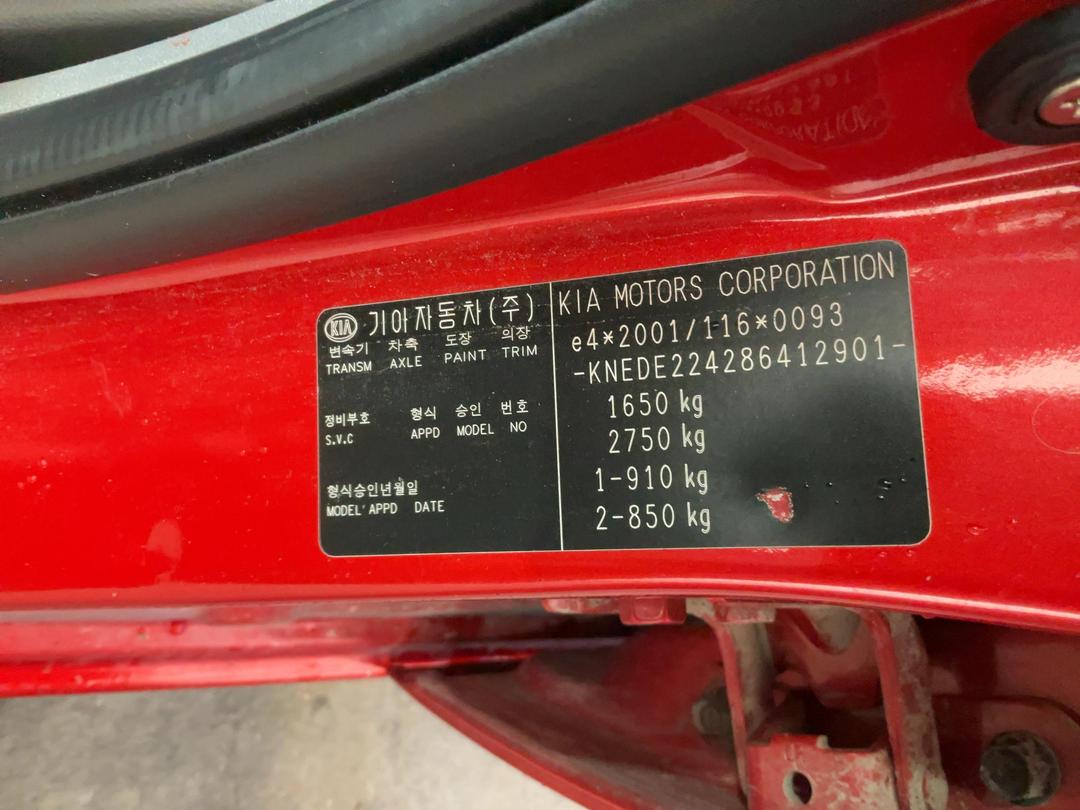 KIA 기아자동차(주)
변속기 차축 도장 의장
TRANSM AXLE PAINT TRIM
정비부호 형식 승인 번호
S.V.C APPD MODEL NO
형식승인년월일
MODEL' APPD DATE
KIA MOTORS CORPORATION
e4*2001/116*0093
-KNEDE224286412901-
1650 kg
2750 kg
1-910 kg
2-850 kg